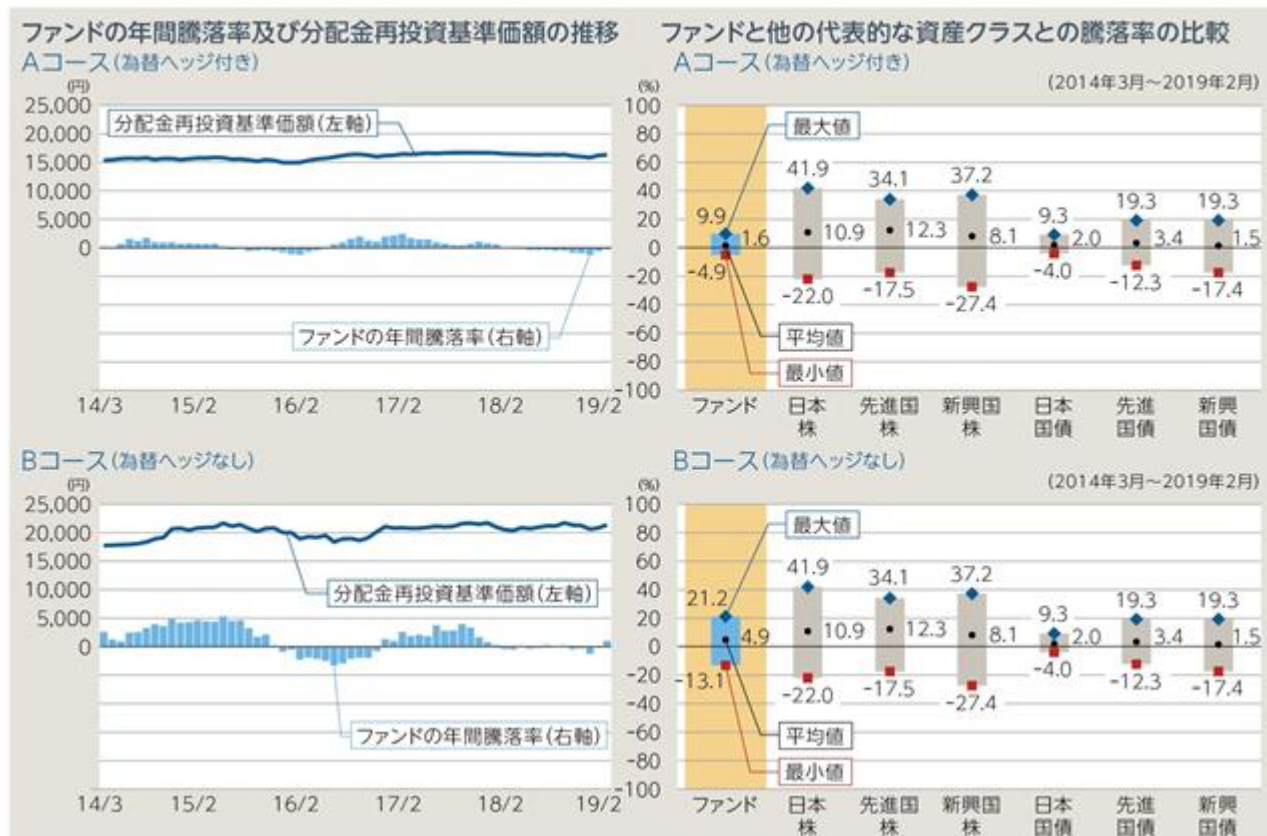 ファンドの年間騰落率及び分配金再投資基準価額の推移
Aコース(為替ヘッジ付き)
(円)
25,000
20,000
15,000
10,000
5,000
0
分配金再投資基準価額(左軸)
ファンドの年間騰落率(右軸)
14/3 15/2 16/2 17/2 18/2 19/2
ファンドと他の代表的な資産クラスとの騰落率の比較
Aコース(為替ヘッジ付き)
(2014年3月～2019年2月)
(%)
100
80
60
40
20
0
-20
-40
-60
-80
-100
最大値
平均値
最小値
9.9 41.9 34.1 37.2 9.3 19.3 19.3
1.6 10.9 12.3 8.1 2.0 3.4 1.5
-4.9 -22.0 -17.5 -27.4 -4.0 -12.3 -17.4
ファンド 日本株 先進国株 新興国株 日本国債 先進国債 新興国債
Bコース(為替ヘッジなし)
(円)
25,000
20,000
15,000
10,000
5,000
0
分配金再投資基準価額(左軸)
ファンドの年間騰落率(右軸)
14/3 15/2 16/2 17/2 18/2 19/2
Bコース(為替ヘッジなし)
(2014年3月～2019年2月)
(%)
100
80
60
40
20
0
-20
-40
-60
-80
-100
最大値
平均値
最小値
21.2 41.9 34.1 37.2 9.3 19.3 19.3
4.9 10.9 12.3 8.1 2.0 3.4 1.5
-13.1 -22.0 -17.5 -27.4 -4.0 -12.3 -17.4
ファンド 日本株 先進国株 新興国株 日本国債 先進国債 新興国債